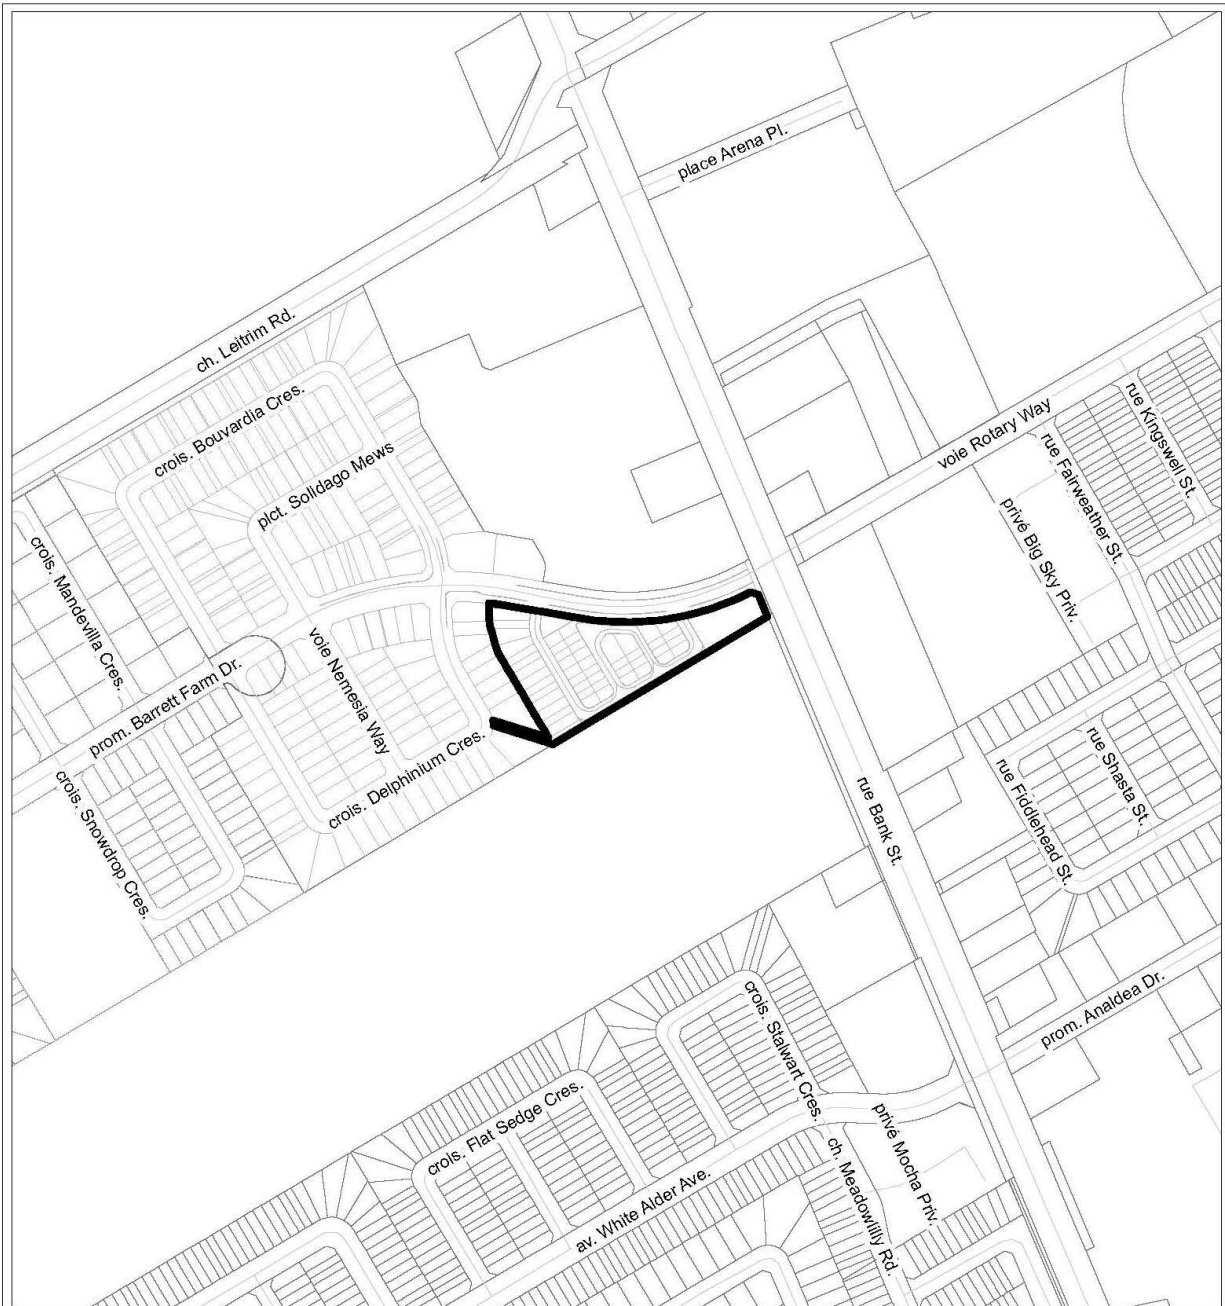 place Arena Pl.
ch. Leitrim Rd.
crois. Bouvardia Cres.
plct. Solidago Mews
voie Rotary Way
rue Kingswell St.
rue Fairweather St.
privé Big Sky Priv.
crois. Mandevilla Cres.
voie Nemesia Way
prom. Barrett Farm Dr.
crois. Delphinium Cres.
crois. Snowdrop Cres.
rue Bank St.
rue Shasta St.
rue Fiddlehead St.
prom. Analdea Dr.
crois. Stalwart Cres.
crois. Flat Sedge Cres.
privé Mocha Priv.
ch. Meadowlilly Rd.
av. White Alder Ave.